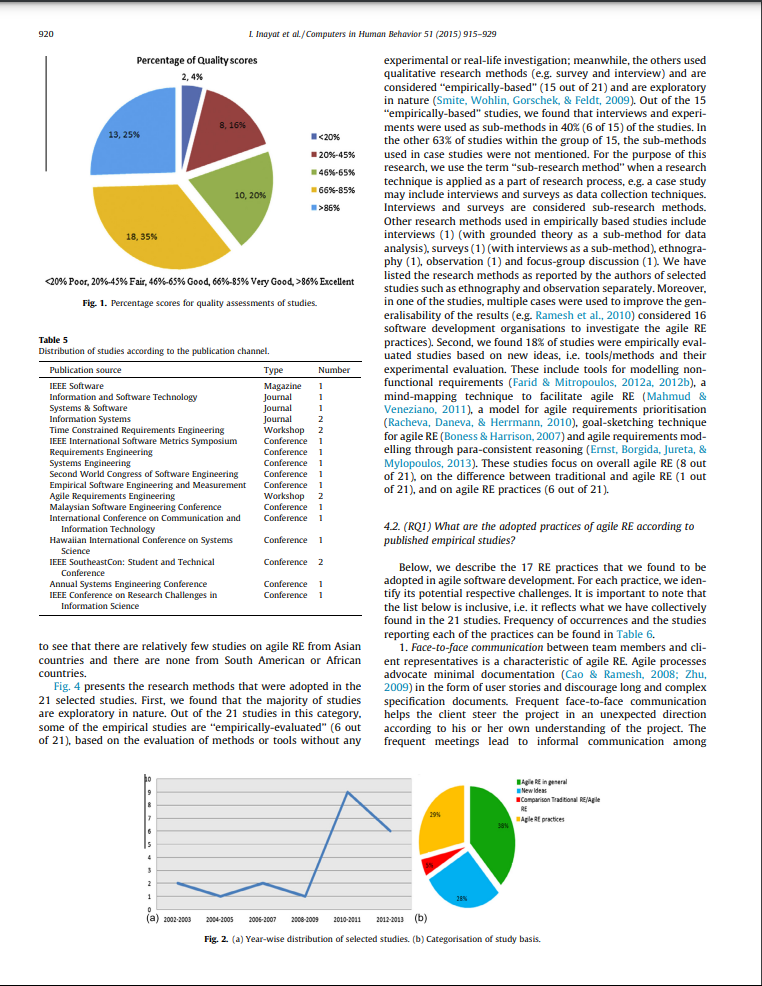 920
I. Inayat et al. / Computers in Human Behavior 51 (2015) 915–929
Percentage of Quality scores
2, 4%
8, 16%
10, 20%
18, 35%
13, 25%
<20%
20%-45%
46%-65%
66%-85%
>86%
<20% Poor, 20%-45% Fair, 46%-65% Good, 66%-85% Very Good, >86% Excellent
Fig. 1. Percentage scores for quality assessments of studies.
Table 5
Distribution of studies according to the publication channel.
Publication source Type Number
IEEE Software Magazine 1
Information and Software Technology Journal 1
Systems & Software Journal 1
Information Systems Journal 2
Time Constrained Requirements Engineering Workshop 2
IEEE International Software Metrics Symposium Conference 1
Requirements Engineering Conference 1
Systems Engineering Conference 1
Second World Congress of Software Engineering Conference 1
Empirical Software Engineering and Measurement Conference 1
Agile Requirements Engineering Workshop 2
Malaysian Software Engineering Conference Conference 1
International Conference on Communication and Conference 1
Information Technology
Hawaiian International Conference on Systems Conference 1
Science
IEEE SoutheastCon: Student and Technical Conference 2
Conference
Annual Systems Engineering Conference Conference 1
IEEE Conference on Research Challenges in Conference 1
Information Science
to see that there are relatively few studies on agile RE from Asian
countries and there are none from South American or African
countries.
Fig. 4 presents the research methods that were adopted in the
21 selected studies. First, we found that the majority of studies
are exploratory in nature. Out of the 21 studies in this category,
some of the empirical studies are “empirically-evaluated” (6 out
of 21), based on the evaluation of methods or tools without any
experimental or real-life investigation; meanwhile, the others used
qualitative research methods (e.g. survey and interview) and are
considered “empirically-based” (15 out of 21) and are exploratory
in nature (Smite, Wohlin, Gorschek, & Feldt, 2009). Out of the 15
“empirically-based” studies, we found that interviews and experi-
ments were used as sub-methods in 40% (6 of 15) of the studies. In
the other 63% of studies within the group of 15, the sub-methods
used in case studies were not mentioned. For the purpose of this
research, we use the term “sub-research method” when a research
technique is applied as a part of research process, e.g. a case study
may include interviews and surveys as data collection techniques.
Interviews and surveys are considered sub-research methods.
Other research methods used in empirically based studies include
interviews (1) (with grounded theory as a sub-method for data
analysis), surveys (1) (with interviews as a sub-method), ethnogra-
phy (1), observation (1) and focus-group discussion (1). We have
listed the research methods as reported by the authors of selected
studies such as ethnography and observation separately. Moreover,
in one of the studies, multiple cases were used to improve the gen-
eralisability of the results (e.g. Ramesh et al., 2010) considered 16
software development organisations to investigate the agile RE
practices). Second, we found 18% of studies were empirically eval-
uated studies based on new ideas, i.e. tools/methods and their
experimental evaluation. These include tools for modelling non-
functional requirements (Farid & Mitropoulos, 2012a, 2012b), a
mind-mapping technique to facilitate agile RE (Mahmud &
Veneziano, 2011), a model for agile requirements prioritisation
(Racheva, Daneva, & Herrmann, 2010), goal-sketching technique
for agile RE (Boness & Harrison, 2007) and agile requirements mod-
elling through para-consistent reasoning (Ernst, Borgida, Jureta, &
Mylopoulos, 2013). These studies focus on overall agile RE (8 out
of 21), on the difference between traditional and agile RE (1 out
of 21), and on agile RE practices (6 out of 21).
4.2. (RQ1) What are the adopted practices of agile RE according to
published empirical studies?
Below, we describe the 17 RE practices that we found to be
adopted in agile software development. For each practice, we iden-
tify its potential respective challenges. It is important to note that
the list below is inclusive, i.e. it reflects what we have collectively
found in the 21 studies. Frequency of occurrences and the studies
reporting each of the practices can be found in Table 6.
1. Face-to-face communication between team members and cli-
ent representatives is a characteristic of agile RE. Agile processes
advocate minimal documentation (Cao & Ramesh, 2008; Zhu,
2009) in the form of user stories and discourage long and complex
specification documents. Frequent face-to-face communication
helps the client steer the project in an unexpected direction
according to his or her own understanding of the project. The
frequent meetings lead to informal communication among
10
9
8
7
6
5
4
3
2
1
0
(a) 2002-2003 2004-2005 2006-2007 2008-2009 2010-2011 2012-2013
29%
38%
28%
Agile RE in general
New Ideas
Comparison Traditional RE/Agile
RE
Agile RE practices
(b)
Fig. 2. (a) Year-wise distribution of selected studies. (b) Categorisation of study basis.